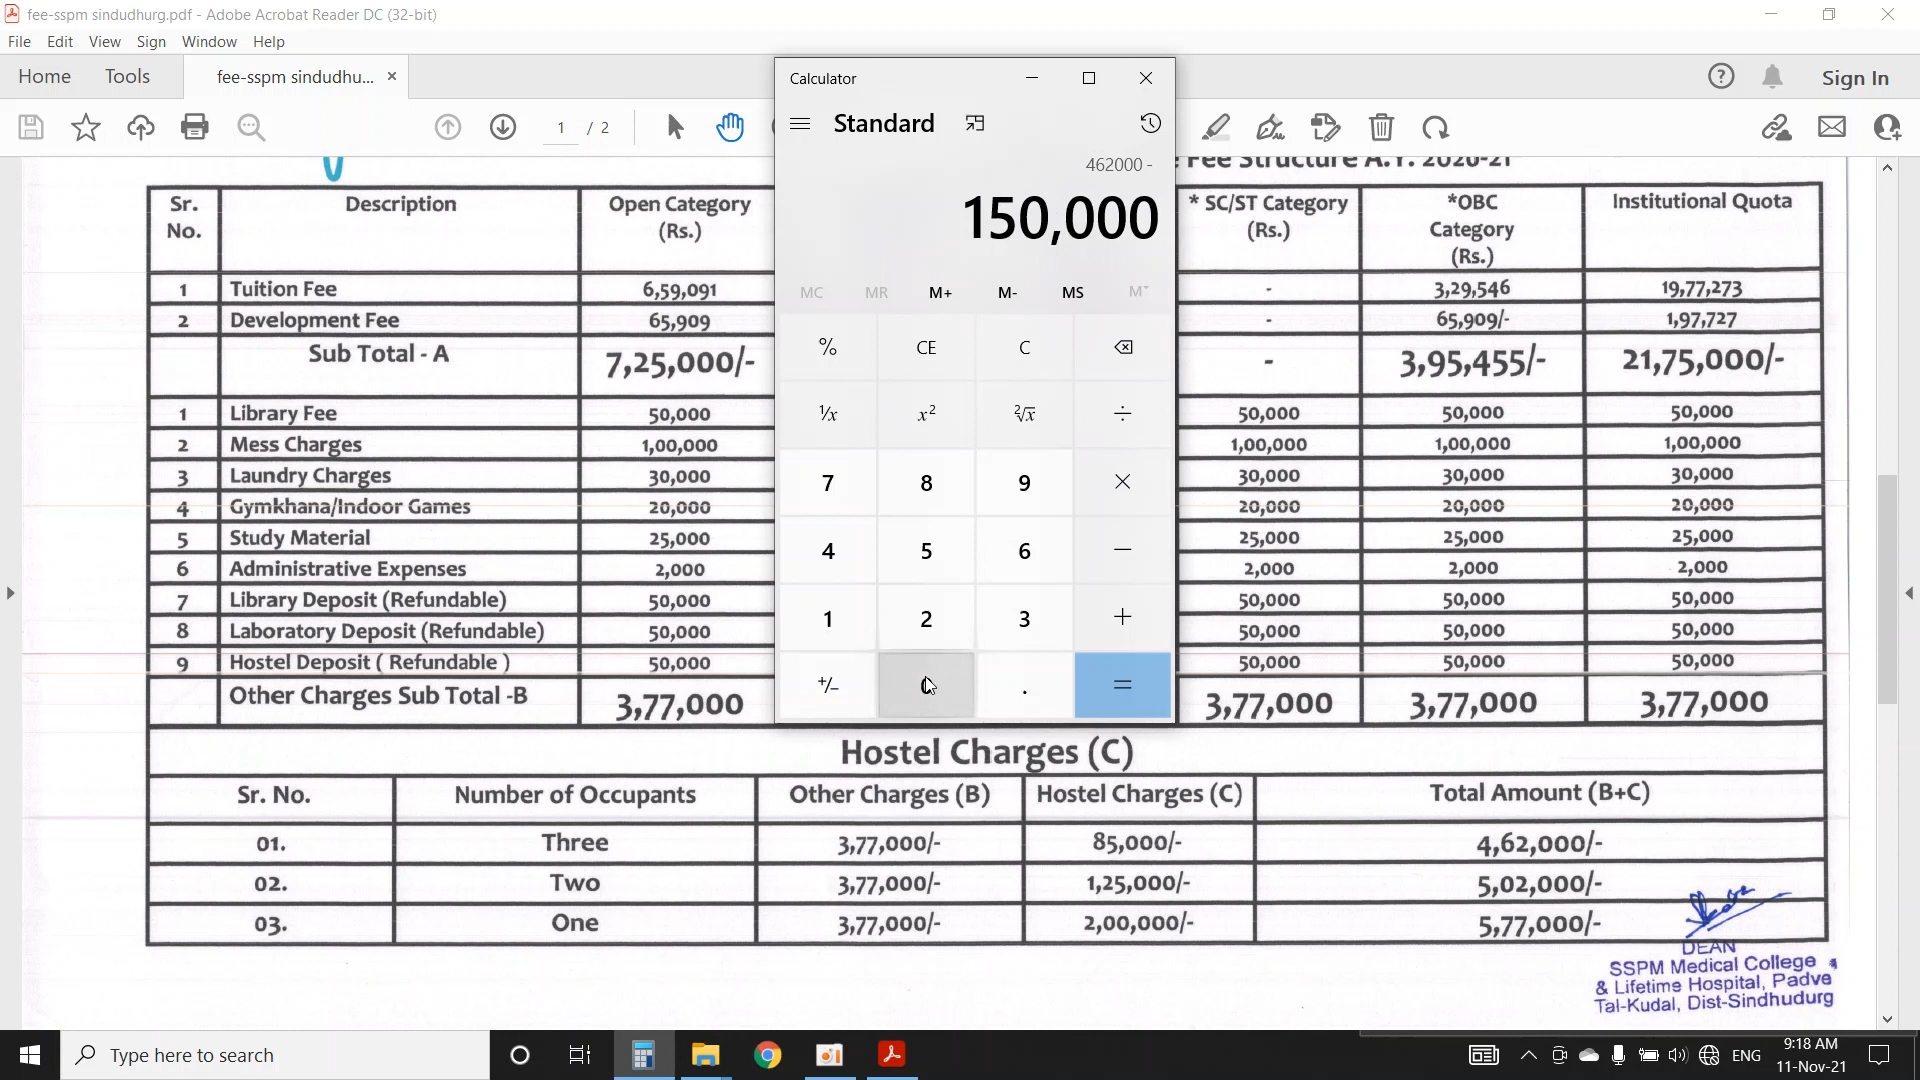 fee-sspm sindudhurg.pdf - Adobe Acrobat Reader DC (32-bit)
File Edit View Sign Window Help
Home Tools fee-sspm sindudhu... × Sign In
1 / 2
Calculator
Standard
462000 -
150,000
MC MR M+ M- MS M˅
% CE C
¹/x x² ²√x ÷
7 8 9 ×
4 5 6 −
1 2 3 +
+/− 0 . =
Fee Structure A.Y. 2020-21
Sr. No. Description Open Category (Rs.) * SC/ST Category (Rs.) *OBC Category (Rs.) Institutional Quota
1 Tuition Fee 6,59,091 - 3,29,546 19,77,273
2 Development Fee 65,909 - 65,909/- 1,97,727
Sub Total - A 7,25,000/- - 3,95,455/- 21,75,000/-
1 Library Fee 50,000 50,000 50,000 50,000
2 Mess Charges 1,00,000 1,00,000 1,00,000 1,00,000
3 Laundry Charges 30,000 30,000 30,000 30,000
4 Gymkhana/Indoor Games 20,000 20,000 20,000 20,000
5 Study Material 25,000 25,000 25,000 25,000
6 Administrative Expenses 2,000 2,000 2,000 2,000
7 Library Deposit (Refundable) 50,000 50,000 50,000 50,000
8 Laboratory Deposit (Refundable) 50,000 50,000 50,000 50,000
9 Hostel Deposit ( Refundable ) 50,000 50,000 50,000 50,000
Other Charges Sub Total -B 3,77,000 3,77,000 3,77,000 3,77,000
Hostel Charges (C)
Sr. No. Number of Occupants Other Charges (B) Hostel Charges (C) Total Amount (B+C)
01. Three 3,77,000/- 85,000/- 4,62,000/-
02. Two 3,77,000/- 1,25,000/- 5,02,000/-
03. One 3,77,000/- 2,00,000/- 5,77,000/-
DEAN
SSPM Medical College
& Lifetime Hospital, Padve
Tal-Kudal, Dist-Sindhudurg
Type here to search
ENG
9:18 AM
11-Nov-21